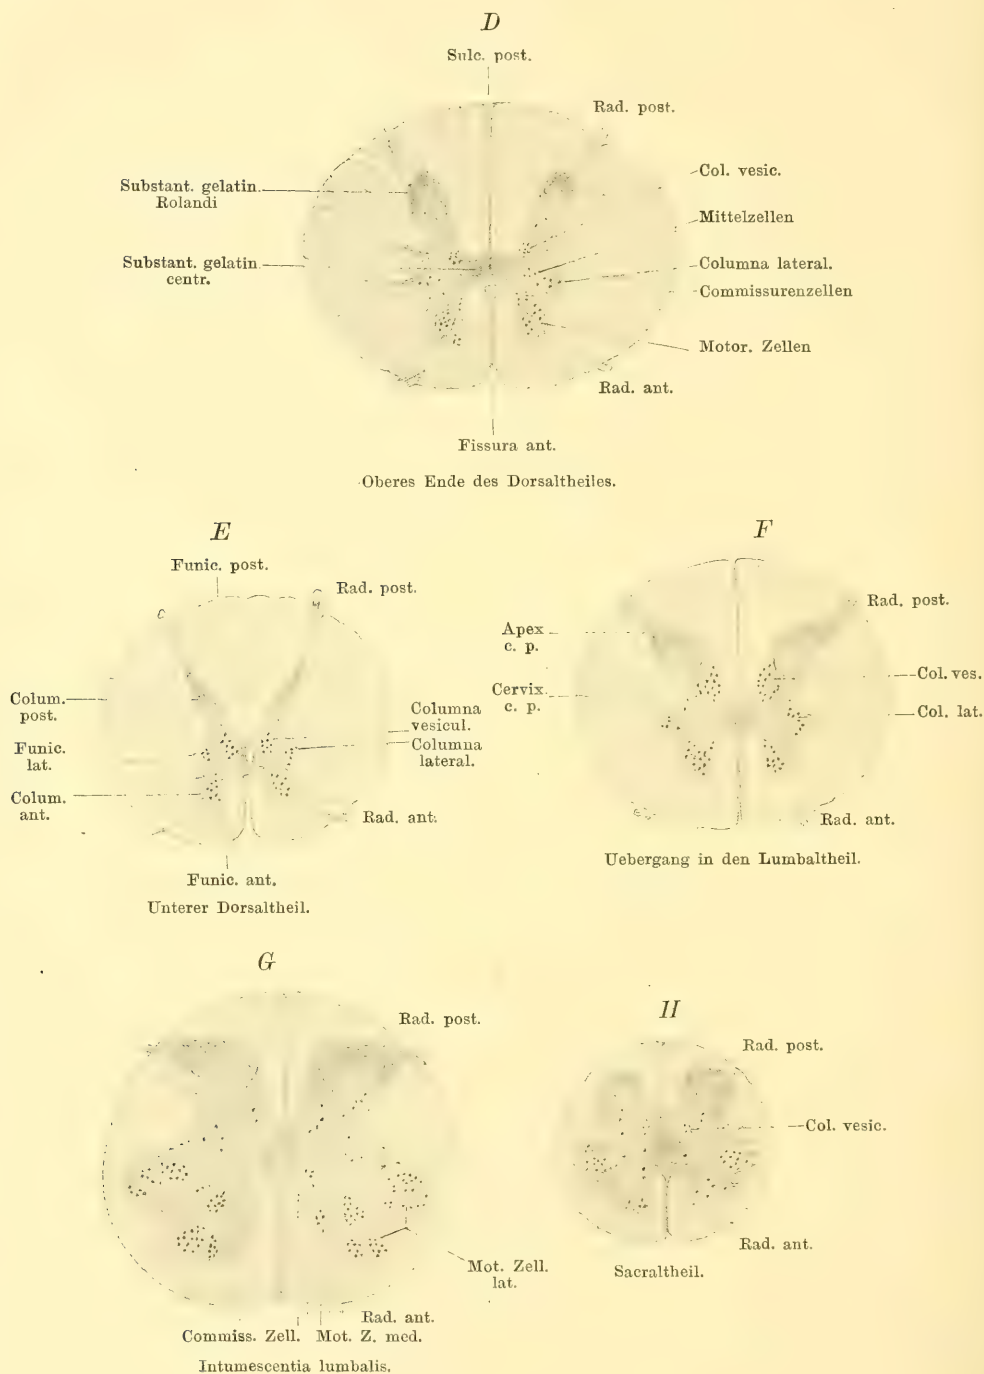 D
Sulc. post.
Rad. post.
Substant. gelatin.
Rolandi
Col. vesic.
Mittelzellen
Substant. gelatin
centr.
Columna lateral.
Commissurenzellen
Motor. Zellen
Rad. ant.
Fissura ant.
Oberes Ende des Dorsaltheiles.
E
Funic. post.
Rad. post.
Colum.
post.
Funic.
lat.
Colum.
ant.
Columna
vesicul.
Columna
lateral.
Rad. ant.
Funic. ant.
Unterer Dorsaltheil.
F
Rad. post.
Apex
c. p.
Cervix.
c. p.
Col. ves.
Col. lat.
Rad. ant.
Uebergang in den Lumbaltheil.
G
Rad. post.
Mot. Zell.
lat.
Rad. ant.
Commiss. Zell. Mot. Z. med.
Intumescentia lumbalis.
H
Rad. post.
Col. vesic.
Rad. ant.
Sacraltheil.